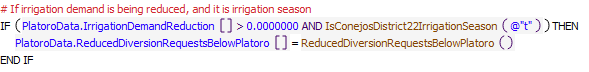 # If irrigation demand is being reduced, and it is irrigation season
IF ( PlatoroData.IrrigationDemandReduction [] > 0.0000000 AND IsConejosDistrict22IrrigationSeason ( @"t" ) ) THEN
PlatoroData.ReducedDiversionRequestsBelowPlatoro [] = ReducedDiversionRequestsBelowPlatoro ()
END IF